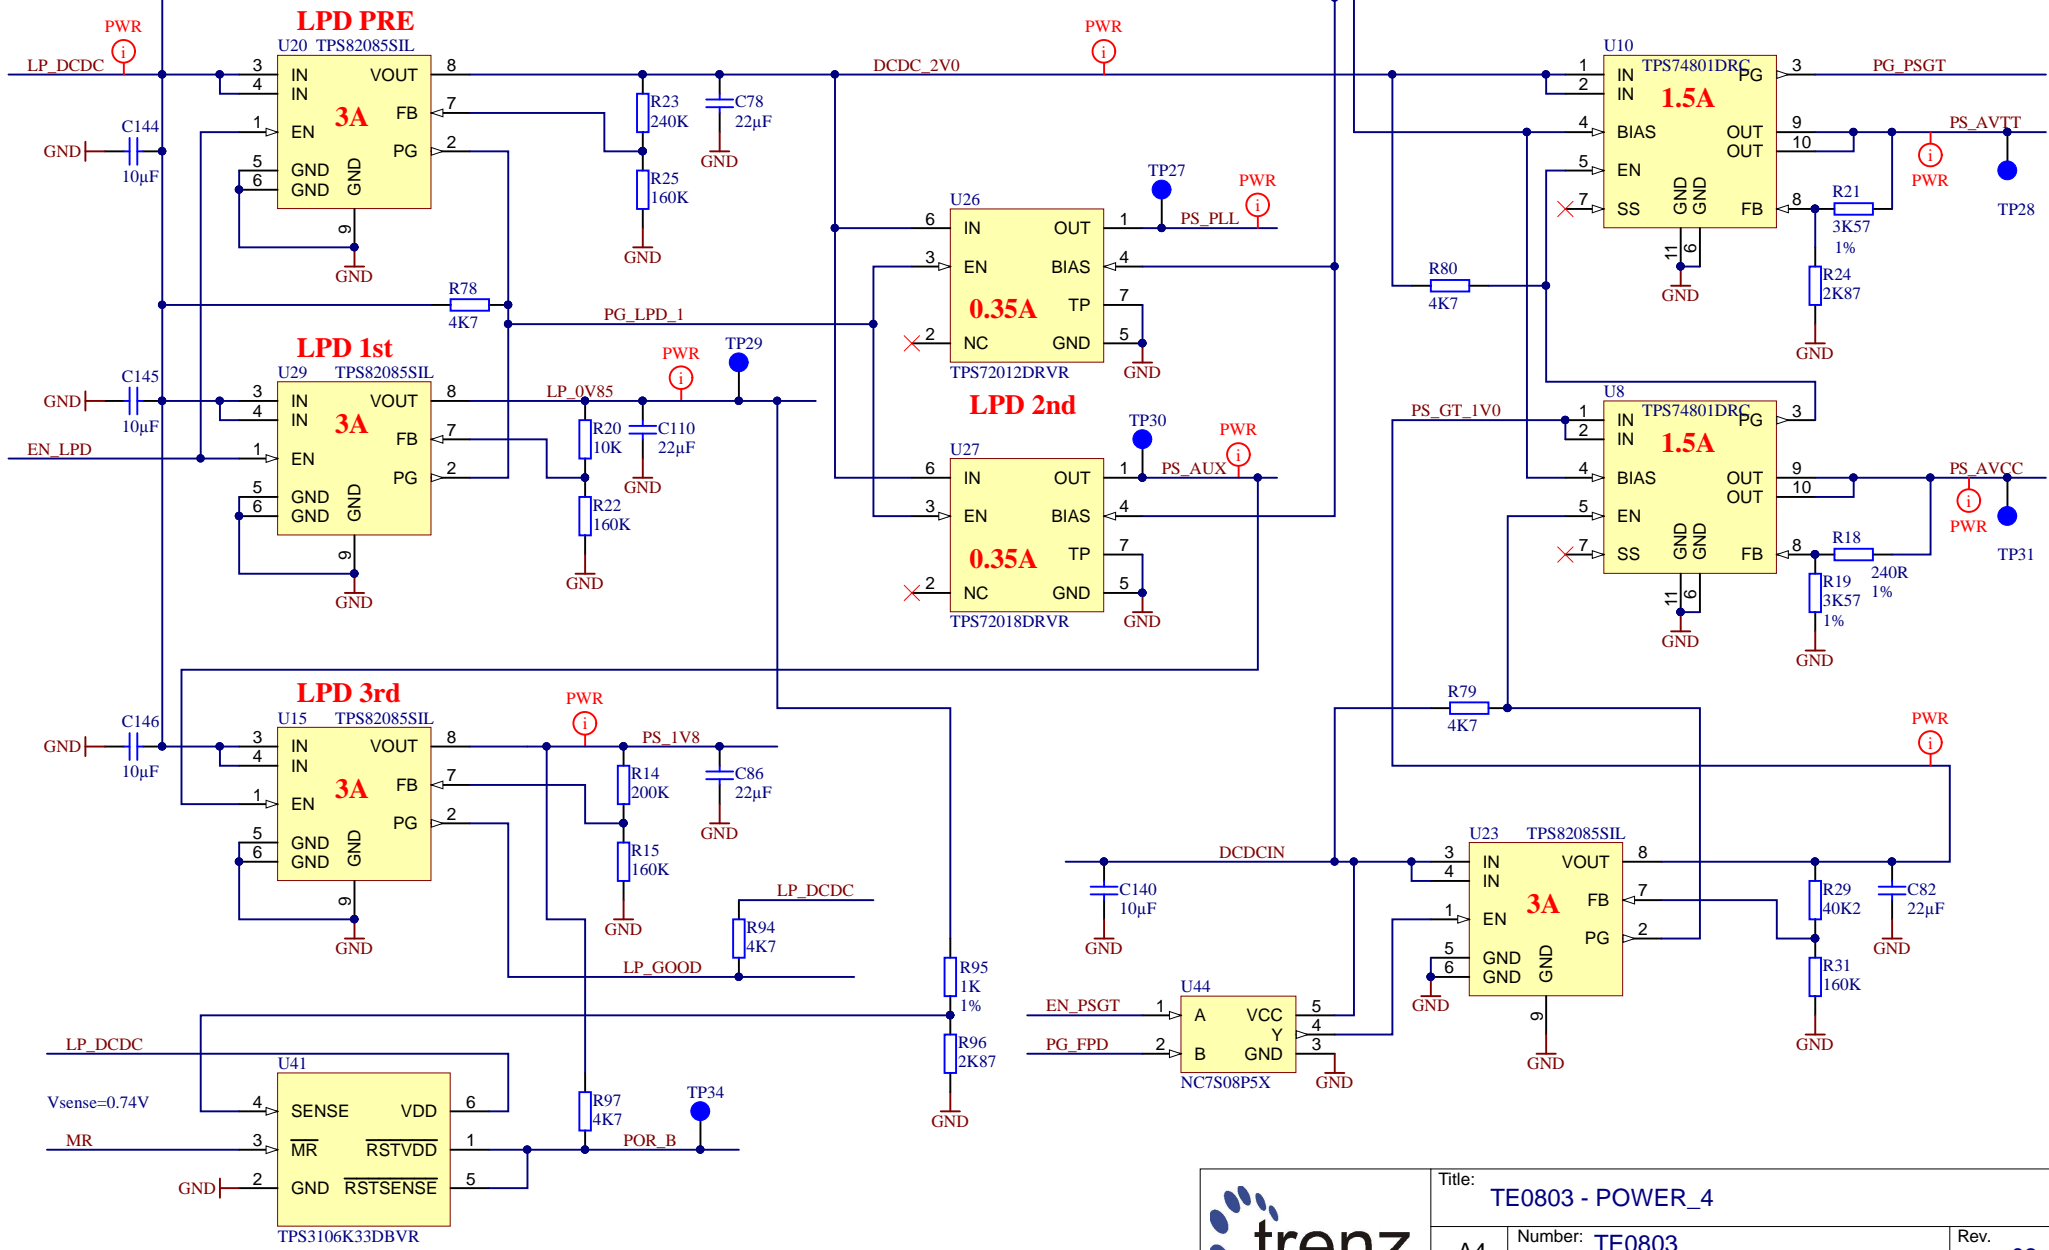 LPD PRE
U20 TPS82085SIL
PWR
LP_DCDC
3 IN VOUT 8
4 IN
3A
FB 7
1 EN
PG 2
5 GND
6 GND
GND
9
GND
C144
10µF
GND
R23
240K
C78
22µF
GND
R25
160K
GND
DCDC_2V0
PWR
R78
4K7
PG_LPD_1
LPD 1st
U29 TPS82085SIL
C145
10µF
GND
3 IN VOUT 8
4 IN
3A
FB 7
1 EN
PG 2
5 GND
6 GND
GND
9
GND
EN_LPD
LP_0V85
PWR
TP29
R20
10K
C110
22µF
GND
R22
160K
GND
U26
6 IN OUT 1
3 EN BIAS 4
0.35A
TP 7
2 NC GND 5
TPS72012DRVR
GND
TP27
PS_PLL
PWR
LPD 2nd
U27
6 IN OUT 1
3 EN BIAS 4
0.35A
TP 7
2 NC GND 5
TPS72018DRVR
GND
TP30
PS_AUX
PWR
U10
TPS74801DRC
1 IN PG 3
2 IN
1.5A
4 BIAS OUT 9
OUT 10
5 EN
7 SS GND GND FB 8
11 6
GND
PG_PSGT
PS_AVTT
PWR
TP28
R21
3K57
1%
R24
2K87
GND
R80
4K7
U8
TPS74801DRC
PS_GT_1V0
1 IN PG 3
2 IN
1.5A
4 BIAS OUT 9
OUT 10
5 EN
7 SS GND GND FB 8
11 6
GND
PS_AVCC
PWR
TP31
R18
240R
1%
R19
3K57
1%
GND
LPD 3rd
U15 TPS82085SIL
C146
10µF
GND
3 IN VOUT 8
4 IN
3A
FB 7
1 EN
PG 2
5 GND
6 GND
GND
9
GND
PWR
PS_1V8
R14
200K
C86
22µF
GND
R15
160K
GND
LP_DCDC
R94
4K7
LP_GOOD
R95
1K
1%
R96
2K87
GND
R79
4K7
PWR
DCDCIN
C140
10µF
GND
U23 TPS82085SIL
3 IN VOUT 8
4 IN
3A
FB 7
1 EN
PG 2
5 GND
6 GND
GND
GND
9
GND
R29
40K2
C82
22µF
GND
R31
160K
GND
U44
EN_PSGT 1 A VCC 5
Y 4
PG_FPD 2 B GND 3
NC7S08P5X
GND
LP_DCDC
U41
Vsense=0.74V
4 SENSE VDD 6
MR 3 MR RSTVDD 1
GND 2 GND RSTSENSE 5
TPS3106K33DBVR
R97
4K7
POR_B
TP34
trenz
Title:
TE0803 - POWER_4
A4
Number: TE0803
Rev.